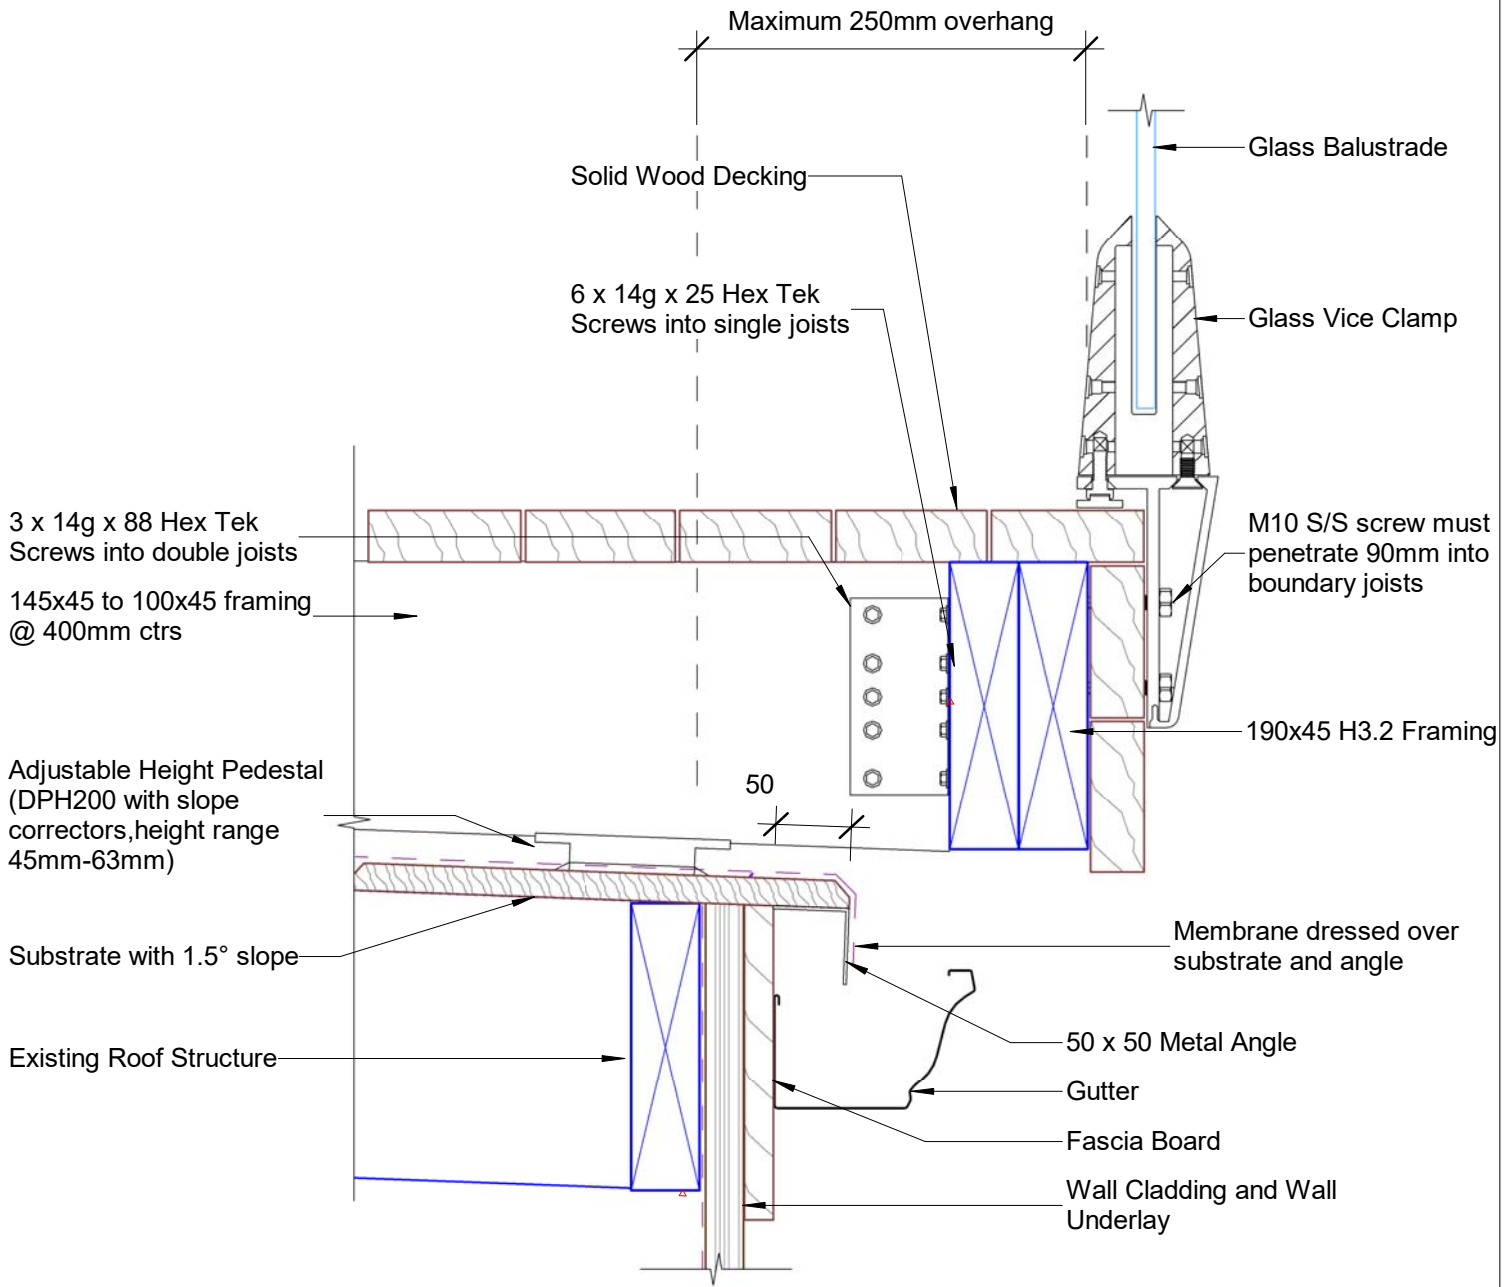 Maximum 250mm overhang
Glass Balustrade
Solid Wood Decking
6 x 14g x 25 Hex Tek
Screws into single joists
Glass Vice Clamp
3 x 14g x 88 Hex Tek
Screws into double joists
M10 S/S screw must
penetrate 90mm into
boundary joists
145x45 to 100x45 framing
@ 400mm ctrs
190x45 H3.2 Framing
Adjustable Height Pedestal
(DPH200 with slope
correctors,height range
45mm-63mm)
50
Substrate with 1.5° slope
Membrane dressed over
substrate and angle
Existing Roof Structure
50 x 50 Metal Angle
Gutter
Fascia Board
Wall Cladding and Wall
Underlay